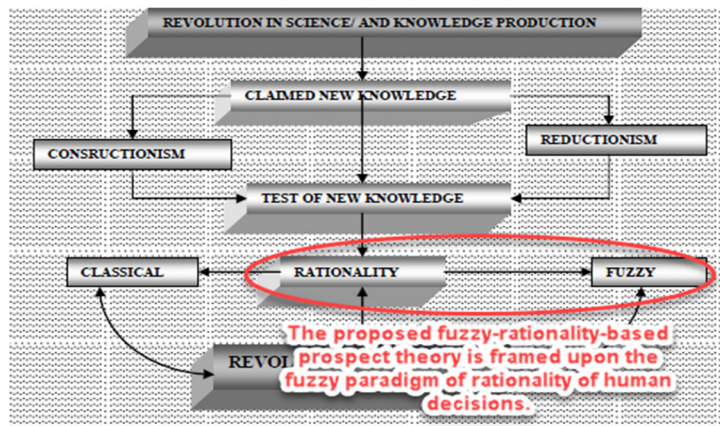 REVOLUTION IN SCIENCE/ AND KNOWLEDGE PRODUCTION
CLAIMED NEW KNOWLEDGE
CONSRUCTIONISM
REDUCTIONISM
TEST OF NEW KNOWLEDGE
CLASSICAL
RATIONALITY
FUZZY
The proposed fuzzy-rationality-based
prospect theory is framed upon the
fuzzy paradigm of rationality of human
decisions.